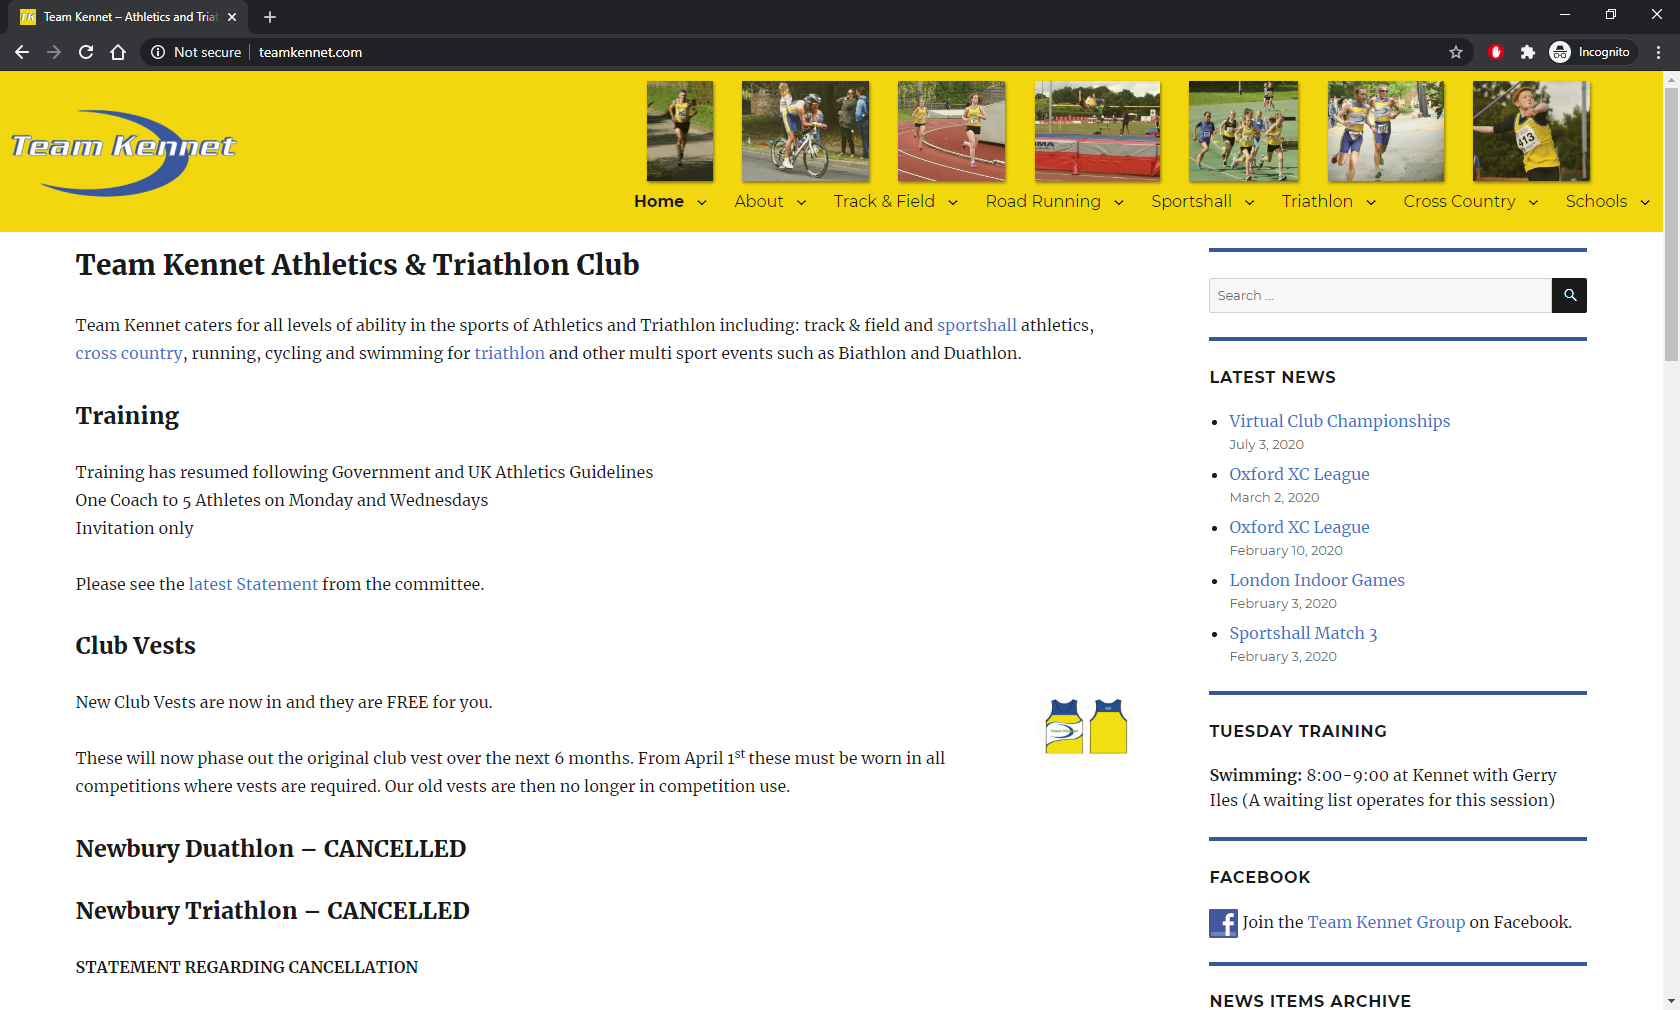 Team Kennet – Athletics and Triat
Not secure
teamkennet.com
Incognito
Team Kennet
413
Home
About
Track & Field
Road Running
Sportshall
Triathlon
Cross Country
Schools
Team Kennet Athletics & Triathlon Club
Team Kennet caters for all levels of ability in the sports of Athletics and Triathlon including: track & field and sportshall athletics,
cross country, running, cycling and swimming for triathlon and other multi sport events such as Biathlon and Duathlon.
Training
Training has resumed following Government and UK Athletics Guidelines
One Coach to 5 Athletes on Monday and Wednesdays
Invitation only
Please see the latest Statement from the committee.
Club Vests
New Club Vests are now in and they are FREE for you.
These will now phase out the original club vest over the next 6 months. From April 1st these must be worn in all
competitions where vests are required. Our old vests are then no longer in competition use.
Newbury Duathlon – CANCELLED
Newbury Triathlon – CANCELLED
STATEMENT REGARDING CANCELLATION
Search ...
LATEST NEWS
Virtual Club Championships
July 3, 2020
Oxford XC League
March 2, 2020
Oxford XC League
February 10, 2020
London Indoor Games
February 3, 2020
Sportshall Match 3
February 3, 2020
TUESDAY TRAINING
Swimming: 8:00-9:00 at Kennet with Gerry
Iles (A waiting list operates for this session)
FACEBOOK
Join the Team Kennet Group on Facebook.
NEWS ITEMS ARCHIVE